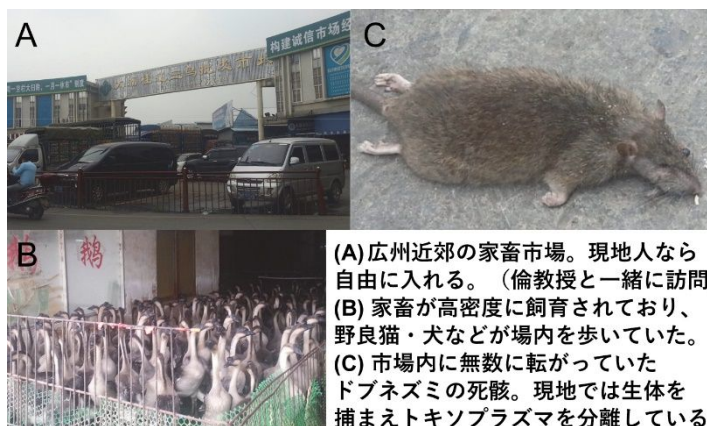 A
构建诚信市场经
C
B
鹅
(A)広州近郊の家畜市場。現地人なら
自由に入れる。（倫教授と一緒に訪問
(B) 家畜が高密度に飼育されており、
野良猫・犬などが場内を歩いていた。
(C) 市場内に無数に転がっていた
ドブネズミの死骸。現地では生体を
捕まえトキソプラズマを分離している